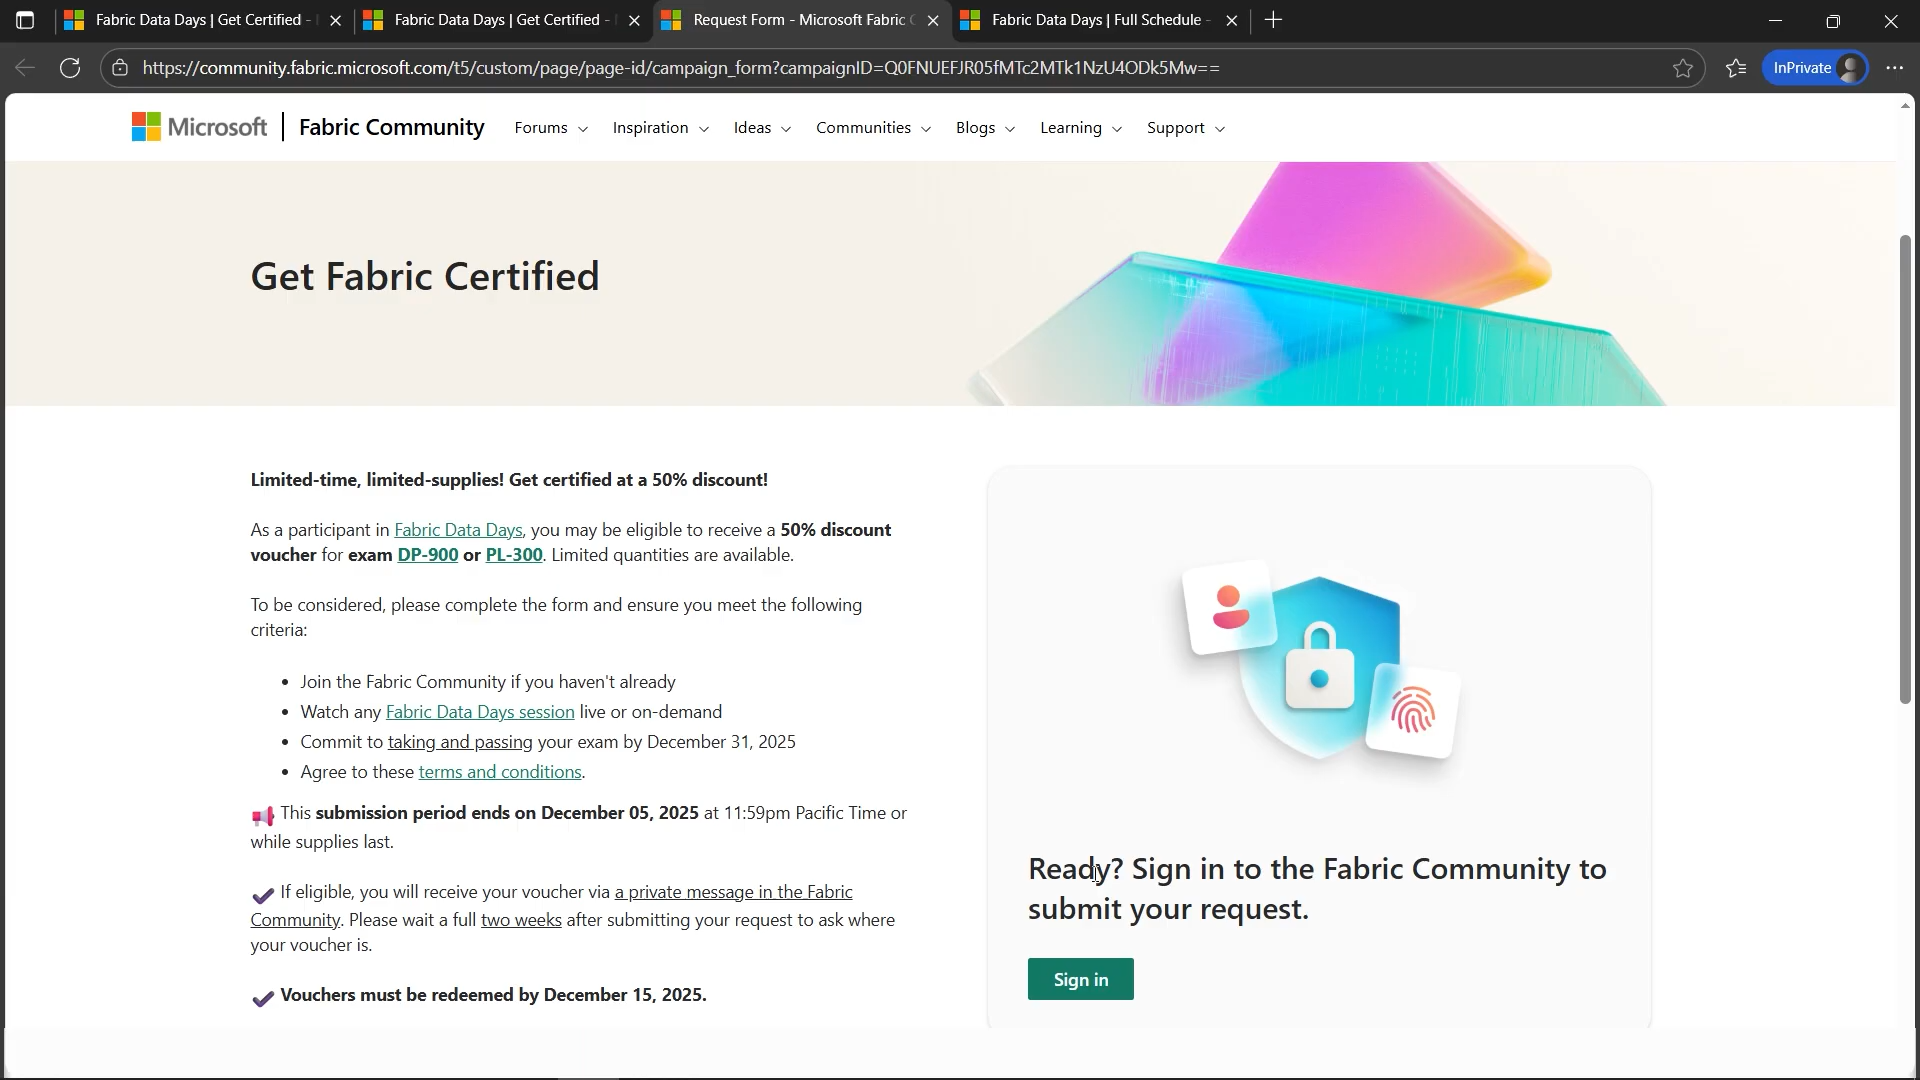 Fabric Data Days | Get Certified -
Fabric Data Days | Get Certified -
Request Form - Microsoft Fabric
Fabric Data Days | Full Schedule -
https://community.fabric.microsoft.com/t5/custom/page/page-id/campaign_form?campaignID=Q0FNUEFJR05fMTc2MTk1NzU4ODk5Mw==
InPrivate
Microsoft
Fabric Community
Forums
Inspiration
Ideas
Communities
Blogs
Learning
Support
Get Fabric Certified
Limited-time, limited-supplies! Get certified at a 50% discount!
As a participant in Fabric Data Days, you may be eligible to receive a 50% discount
voucher for exam DP-900 or PL-300. Limited quantities are available.
To be considered, please complete the form and ensure you meet the following
criteria:
• Join the Fabric Community if you haven't already
• Watch any Fabric Data Days session live or on-demand
• Commit to taking and passing your exam by December 31, 2025
• Agree to these terms and conditions.
📢 This submission period ends on December 05, 2025 at 11:59pm Pacific Time or
while supplies last.
✔ If eligible, you will receive your voucher via a private message in the Fabric
Community. Please wait a full two weeks after submitting your request to ask where
your voucher is.
✔ Vouchers must be redeemed by December 15, 2025.
Ready? Sign in to the Fabric Community to
submit your request.
Sign in